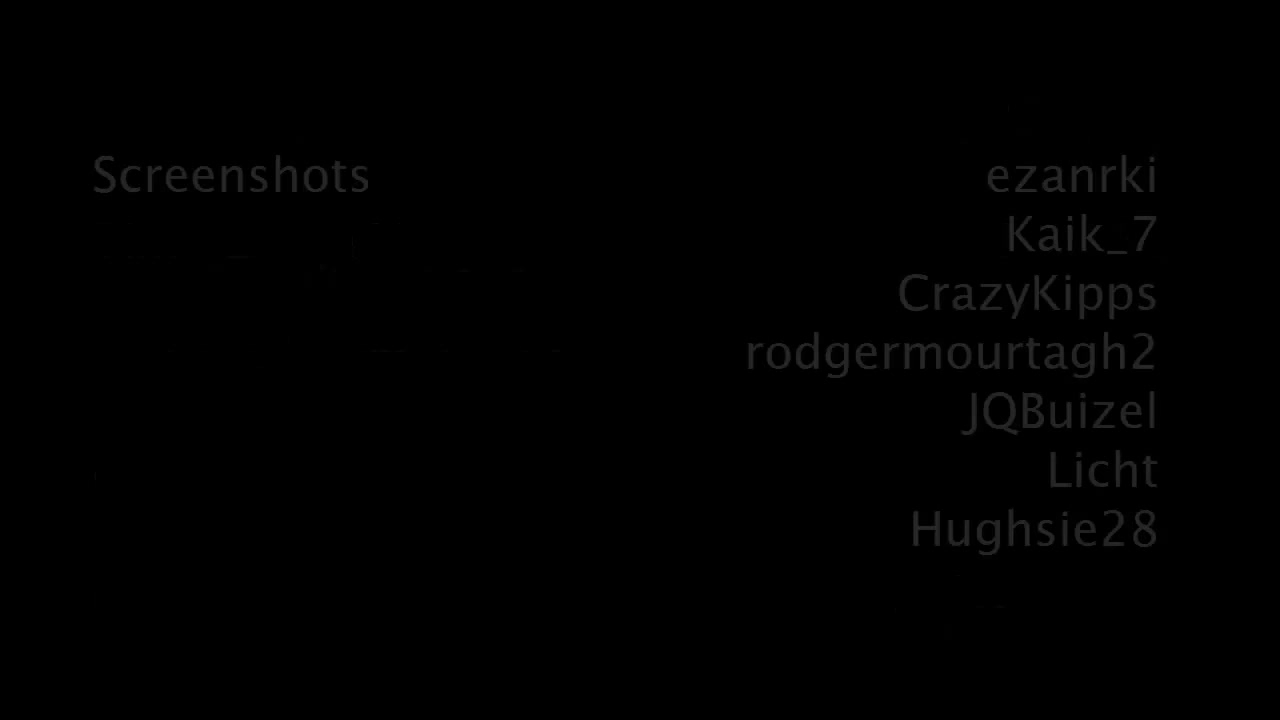 Screenshots
ezanrki
Kaik_7
CrazyKipps
rodgermourtagh2
JQBuizel
Licht
Hughsie28